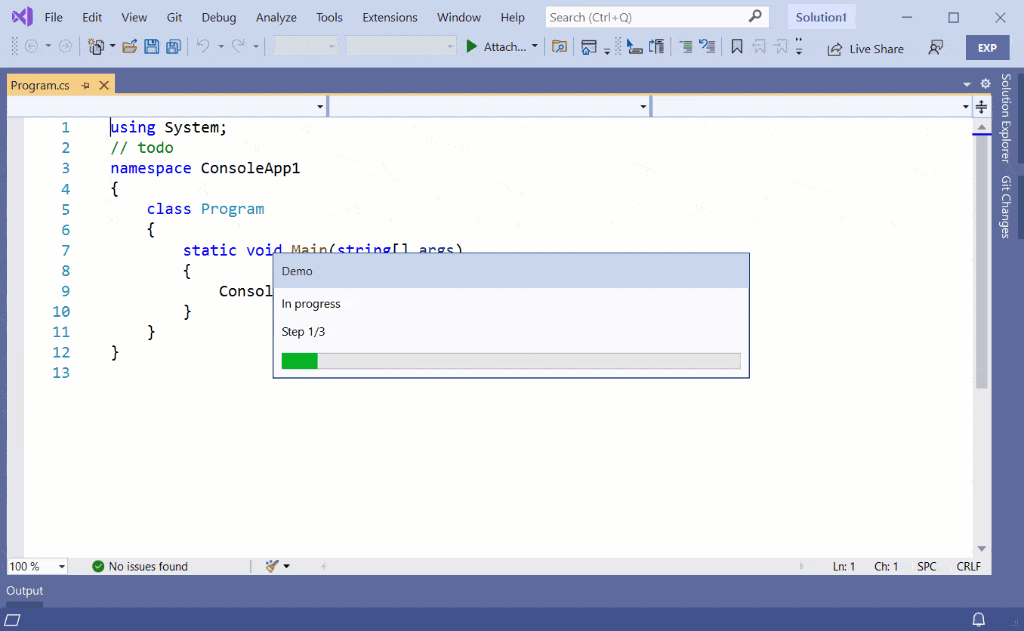 File Edit View Git Debug Analyze Tools Extensions Window Help Search (Ctrl+Q) Solution1
Attach... Live Share EXP
Program.cs
Solution Explorer
Git Changes
1 using System;
2 // todo
3 namespace ConsoleApp1
4 {
5 class Program
6 {
7 static void Main(string[] args)
8 {
9 Consol
10 }
11 }
12 }
13
Demo
In progress
Step 1/3
100 % No issues found Ln: 1 Ch: 1 SPC CRLF
Output